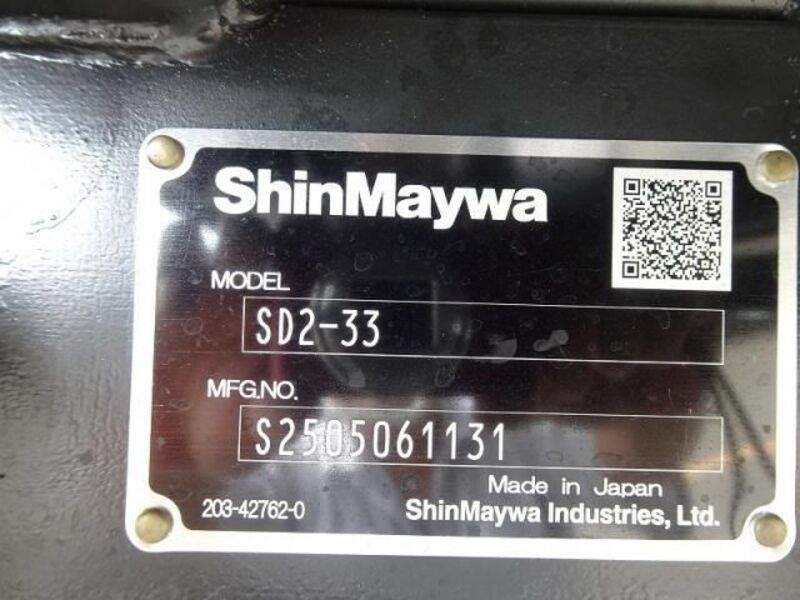 ShinMaywa
MODEL
SD2-33
MFG.NO.
S2505061131
Made in Japan
203-42762-0
ShinMaywa Industries, Ltd.